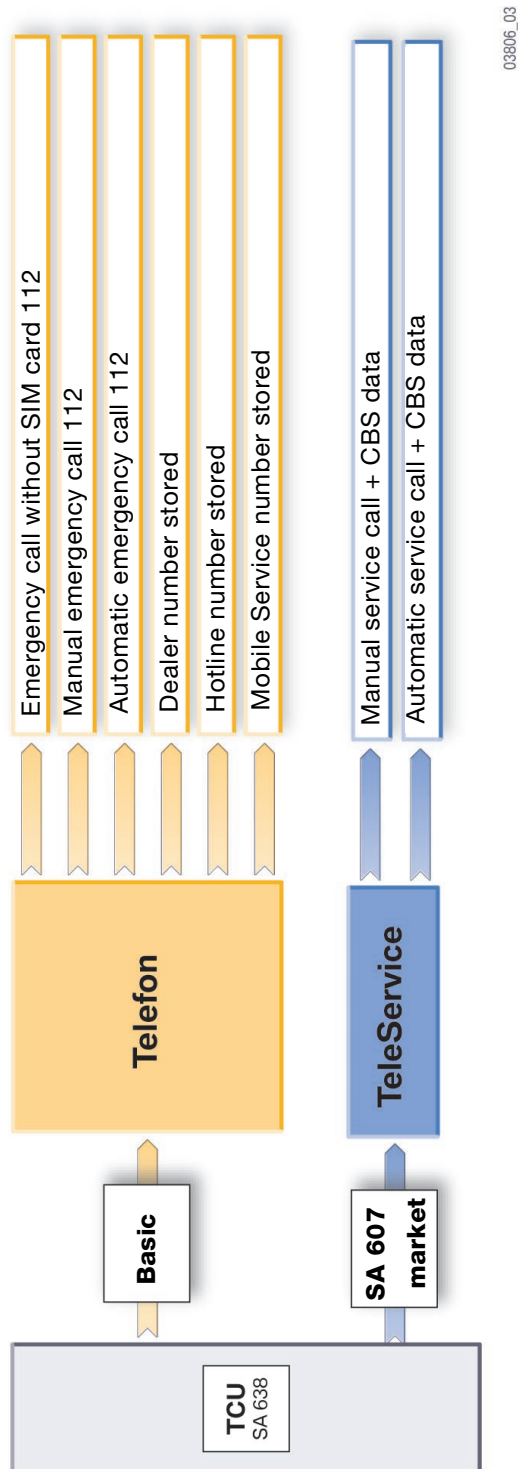 TCU
SA 638
Basic
Telefon
Emergency call without SIM card 112
Manual emergency call 112
Automatic emergency call 112
Dealer number stored
Hotline number stored
Mobile Service number stored
SA 607
market
TeleService
Manual service call + CBS data
Automatic service call + CBS data
03806_03